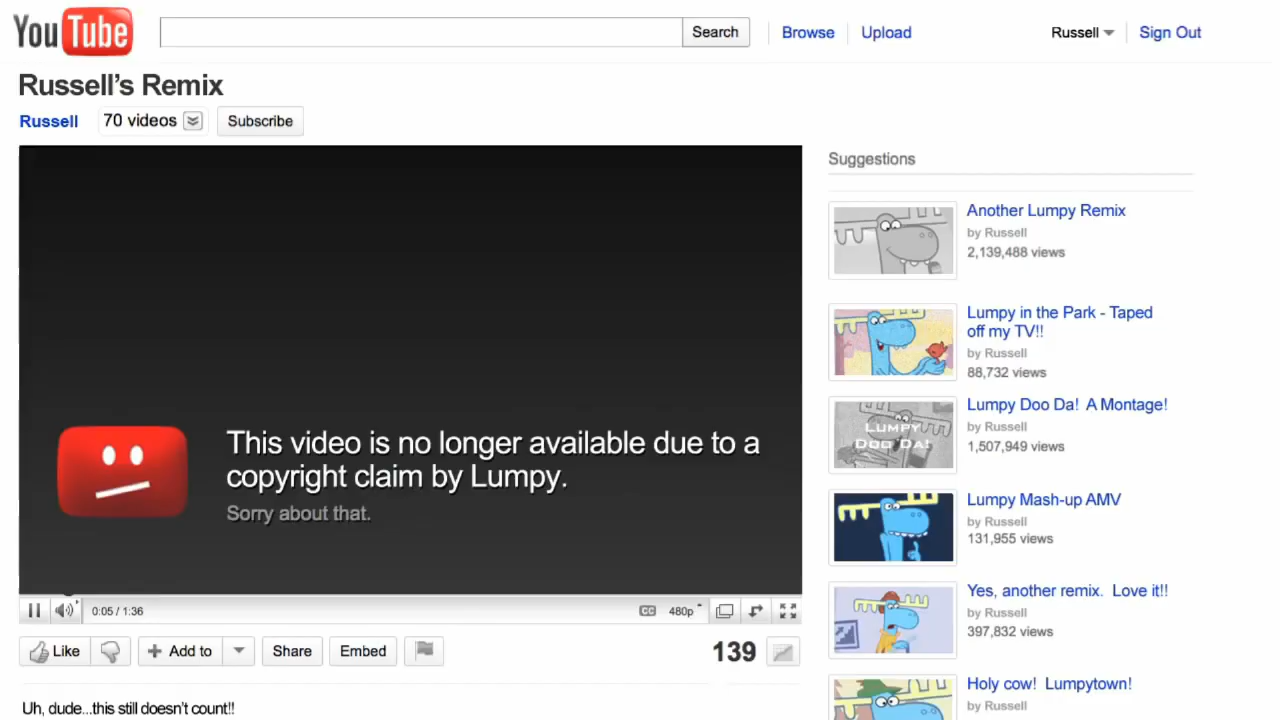 YouTube
Search
Browse
Upload
Russell
Sign Out
Russell's Remix
Russell
70 videos
Subscribe
Suggestions
Another Lumpy Remix
by Russell
2,139,488 views
Lumpy in the Park - Taped
off my TV!!
by Russell
88,732 views
LUMPY
DOO DA!
Lumpy Doo Da! A Montage!
by Russell
1,507,949 views
Lumpy Mash-up AMV
by Russell
131,955 views
Yes, another remix. Love it!!
by Russell
397,832 views
Holy cow! Lumpytown!
by Russell
This video is no longer available due to a
copyright claim by Lumpy.
Sorry about that.
0:05 / 1:36
CC
480p
Like
Add to
Share
Embed
139
Uh, dude...this still doesn't count!!